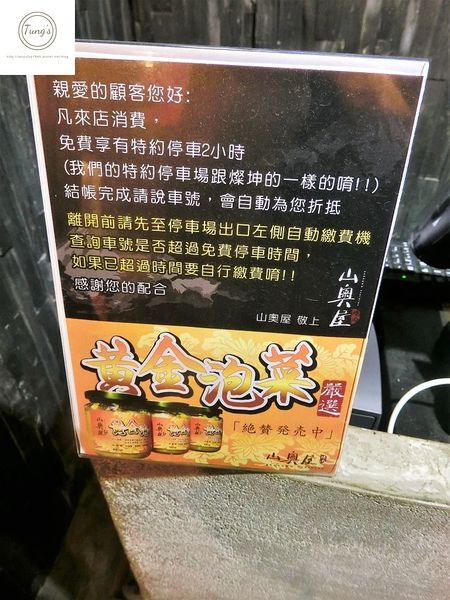 Tung's
親愛的顧客您好:
凡來店消費，
免費享有特約停車2小時
(我們的特約停車場跟燦坤的一樣的唷!!)
結帳完成請說車號，會自動為您折抵
離開前請先至停車場出口左側自動繳費機
查詢車號是否超過免費停車時間，
如果已超過時間要自行繳費唷!!
感謝您的配合
山奧屋
山奧屋 敬上
黃金泡菜
嚴選
山奧屋
「絕賛発売中」
山奧屋